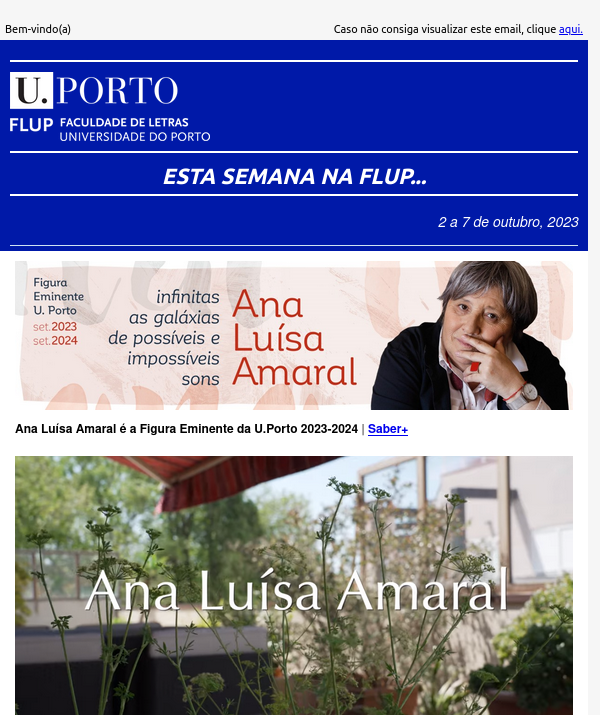 Bem-vindo(a)
Caso não consiga visualizar este email, clique aqui.
U.PORTO
FLUP FACULDADE DE LETRAS
UNIVERSIDADE DO PORTO
ESTA SEMANA NA FLUP...
2 a 7 de outubro, 2023
Figura
Eminente
U. Porto
set.2023
set.2024
infinitas
as galáxias
de possíveis e
impossíveis
sons
Ana
Luísa
Amaral
Ana Luísa Amaral é a Figura Eminente da U.Porto 2023-2024 | Saber+
Ana Luísa Amaral